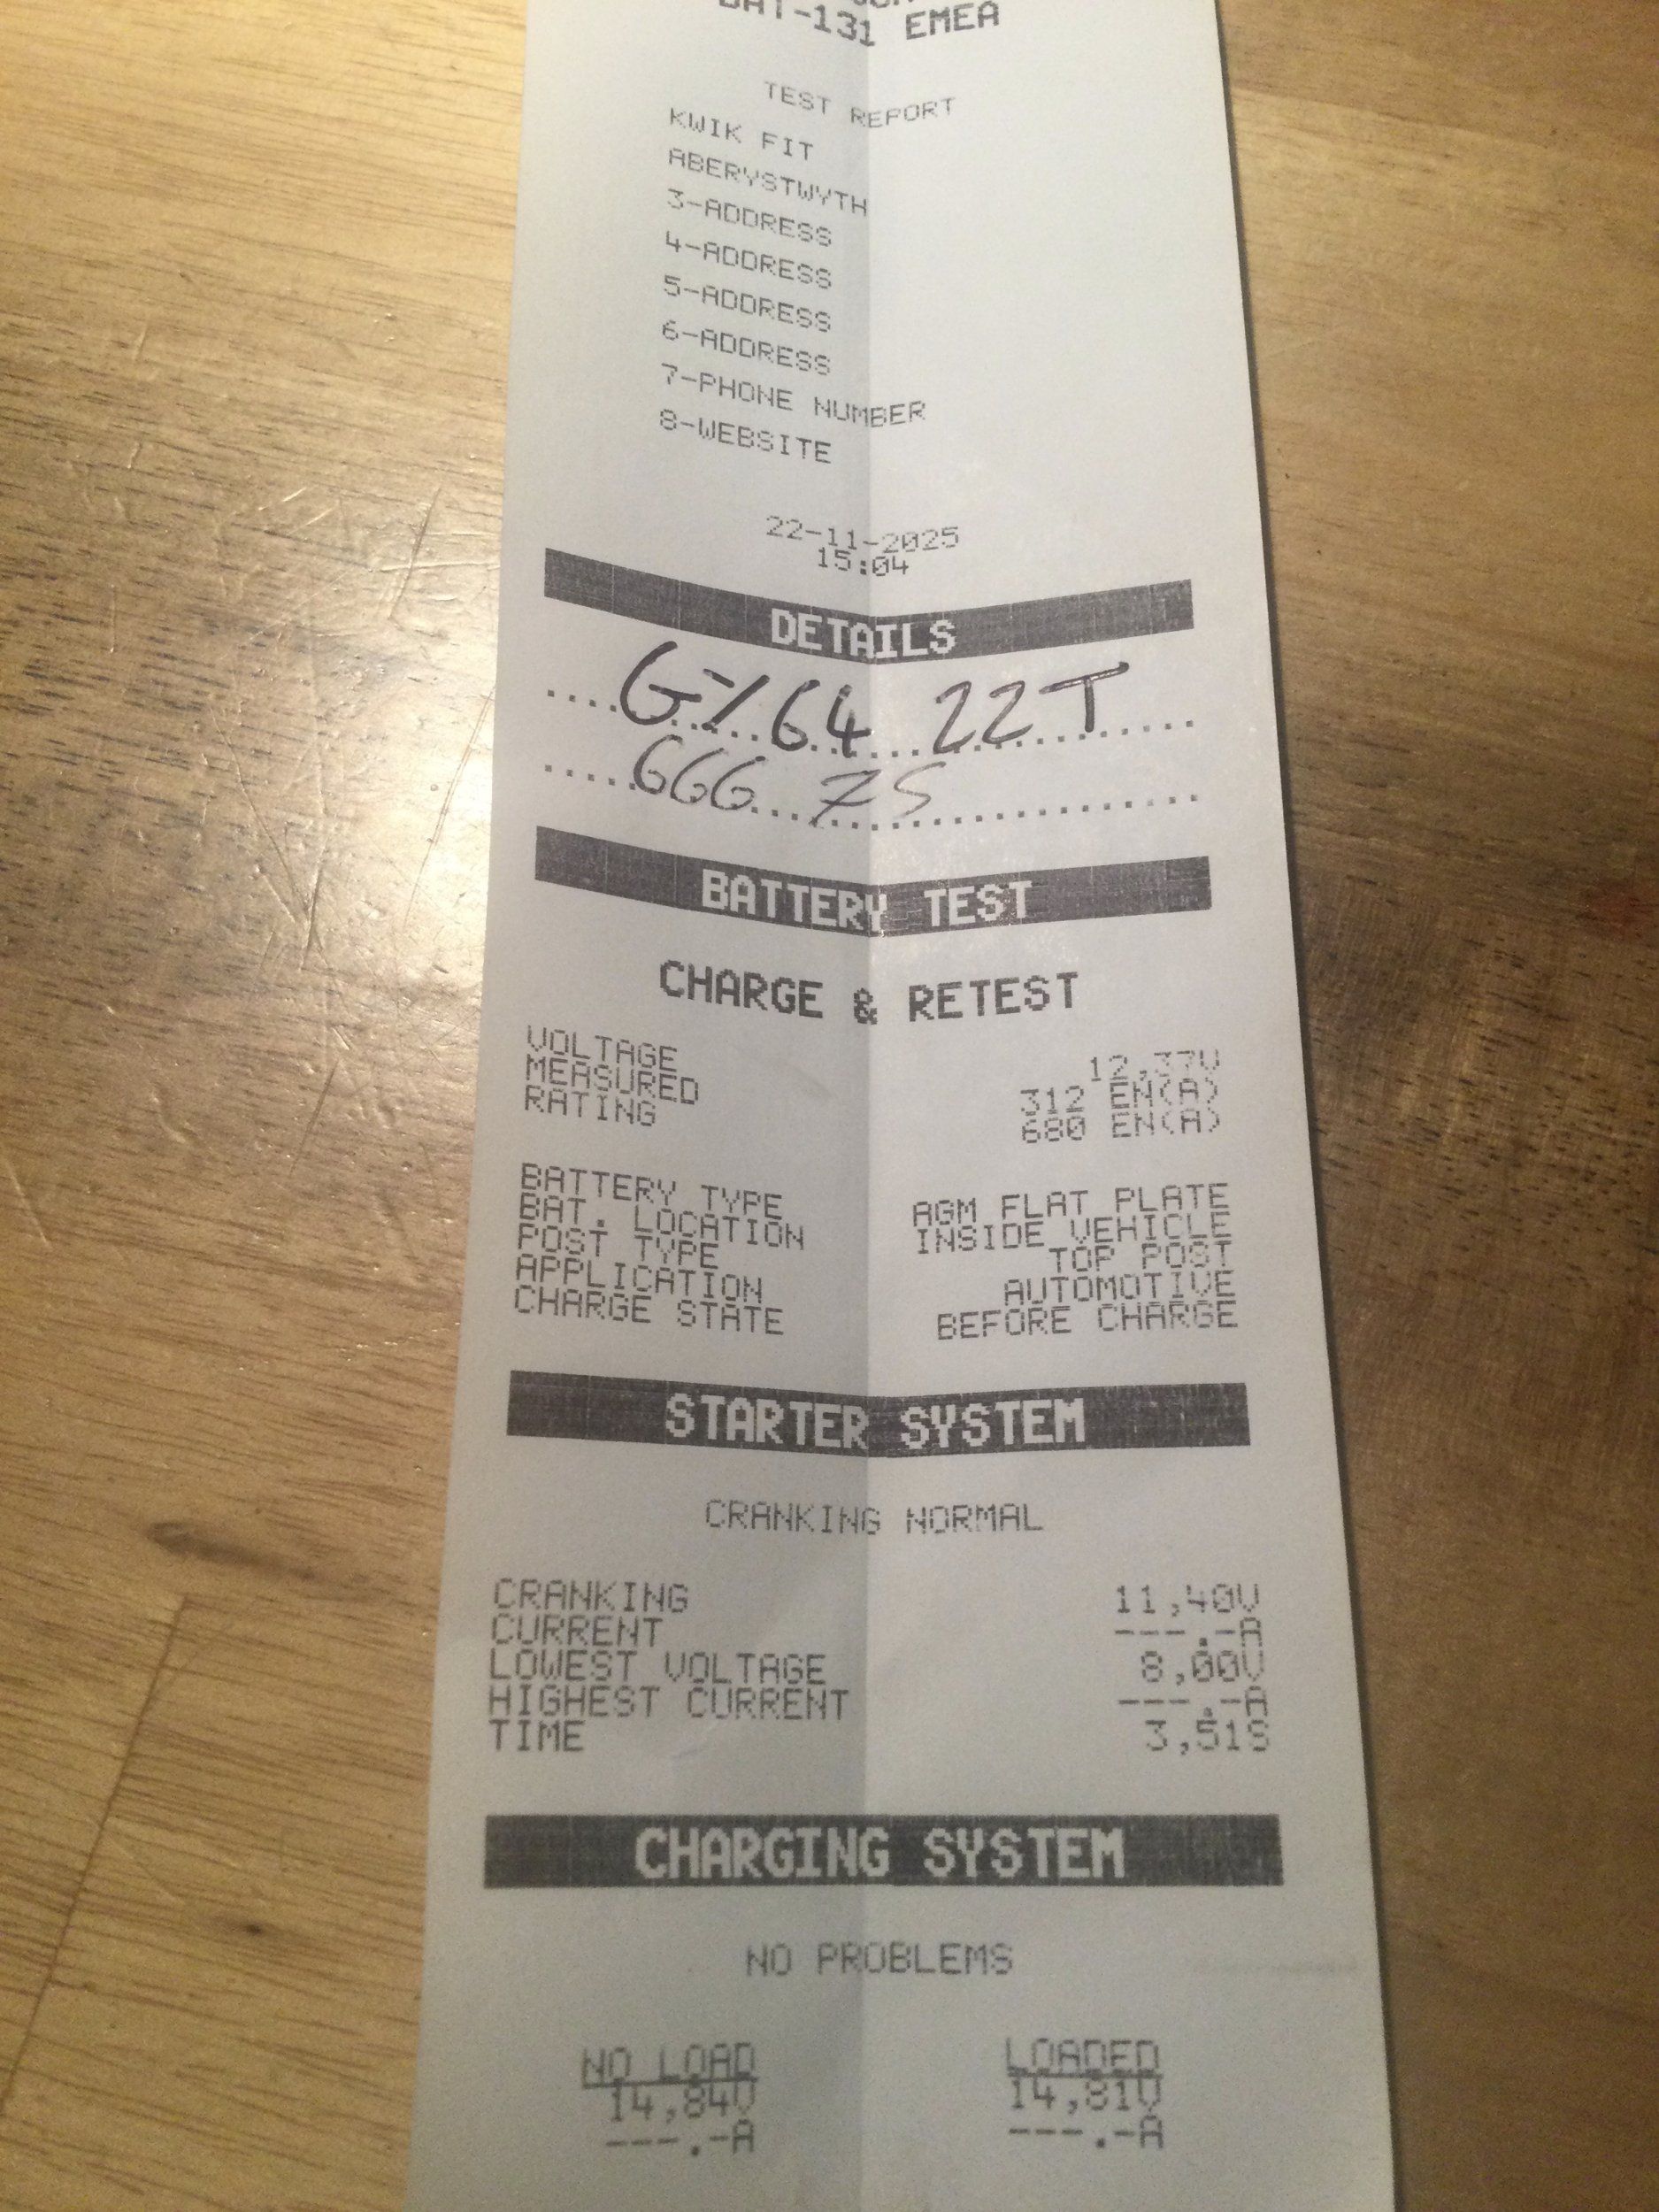 BAT-131 EMEA
TEST REPORT
KWIK FIT
ABERYSTWYTH
3-ADDRESS
4-ADDRESS
5-ADDRESS
6-ADDRESS
7-PHONE NUMBER
8-WEBSITE
22-11-2025
15:04
DETAILS
64 22T
BATTERY TEST
CHARGE & RETEST
VOLTAGE 12,37V
MEASURED 312 EN(A)
RATING 680 EN(A)
BATTERY TYPE AGM FLAT PLATE
BAT. LOCATION INSIDE VEHICLE
POST TYPE TOP POST
APPLICATION AUTOMOTIVE
CHARGE STATE BEFORE CHARGE
STARTER SYSTEM
CRANKING NORMAL
CRANKING 11,40V
CURRENT ---.-A
LOWEST VOLTAGE 8,00V
HIGHEST CURRENT ---.-A
TIME 3,51S
CHARGING SYSTEM
NO PROBLEMS
NO LOAD LOADED
14,84V 14,81V
---.-A ---.-A